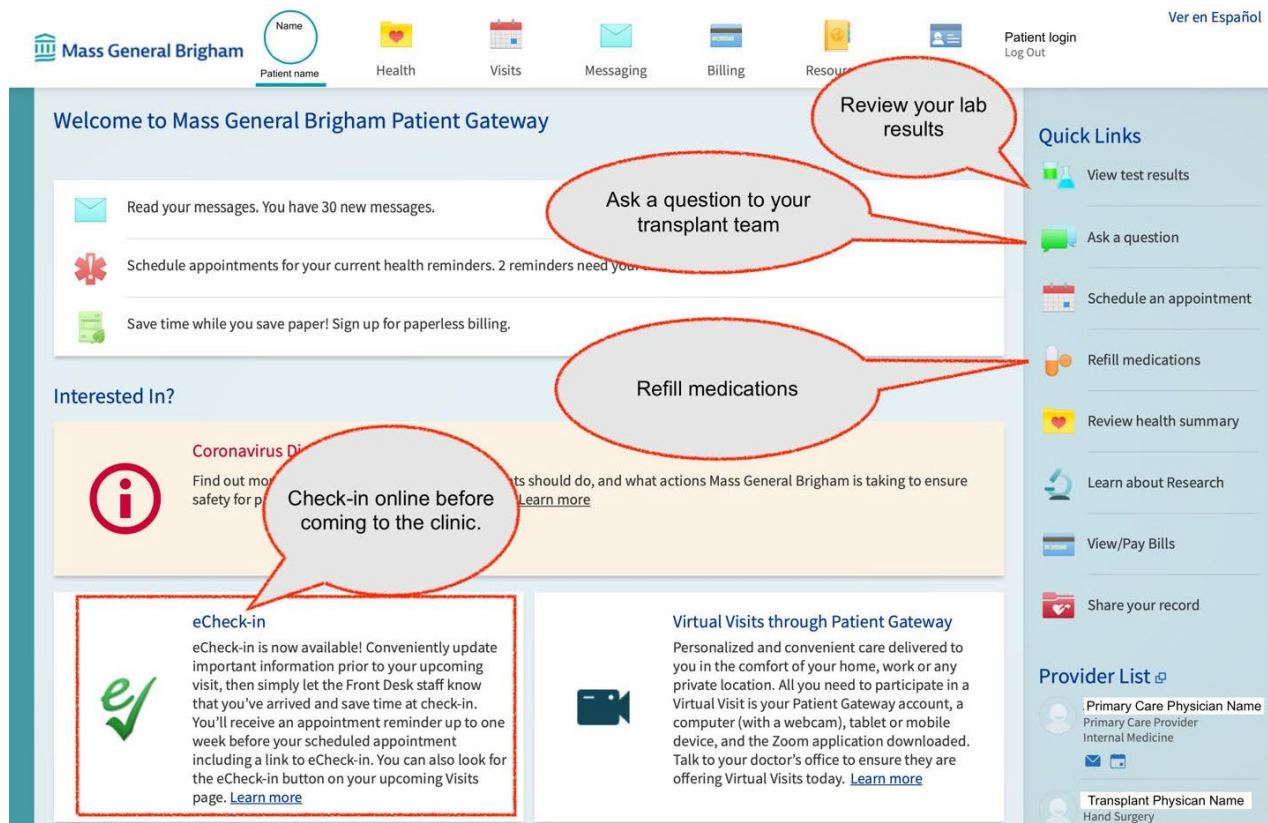 Ver en Español
Mass General Brigham
Name
Patient name
Health
Visits
Messaging
Billing
Patient login
Log Out
Welcome to Mass General Brigham Patient Gateway
Review your lab
results
Quick Links
View test results
Ask a question
Schedule an appointment
Refill medications
Review health summary
Learn about Research
View/Pay Bills
Share your record
Ask a question to your
transplant team
Read your messages. You have 30 new messages.
Schedule appointments for your current health reminders. 2 reminders need
Save time while you save paper! Sign up for paperless billing.
Refill medications
Interested In?
Coronavirus
Find out
ts should do, and what actions Mass General Brigham is taking to ensure
safety for
Learn more
Check-in online before
coming to the clinic.
eCheck-in
eCheck-in is now available! Conveniently update
important information prior to your upcoming
visit, then simply let the Front Desk staff know
that you've arrived and save time at check-in.
You'll receive an appointment reminder up to one
week before your scheduled appointment
including a link to eCheck-in. You can also look for
the eCheck-in button on your upcoming Visits
page. Learn more
Virtual Visits through Patient Gateway
Personalized and convenient care delivered to
you in the comfort of your home, work or any
private location. All you need to participate in a
Virtual Visit is your Patient Gateway account, a
computer (with a webcam), tablet or mobile
device, and the Zoom application downloaded.
Talk to your doctor's office to ensure they are
offering Virtual Visits today. Learn more
Provider List
Primary Care Physician Name
Primary Care Provider
Internal Medicine
Transplant Physican Name
Hand Surgery